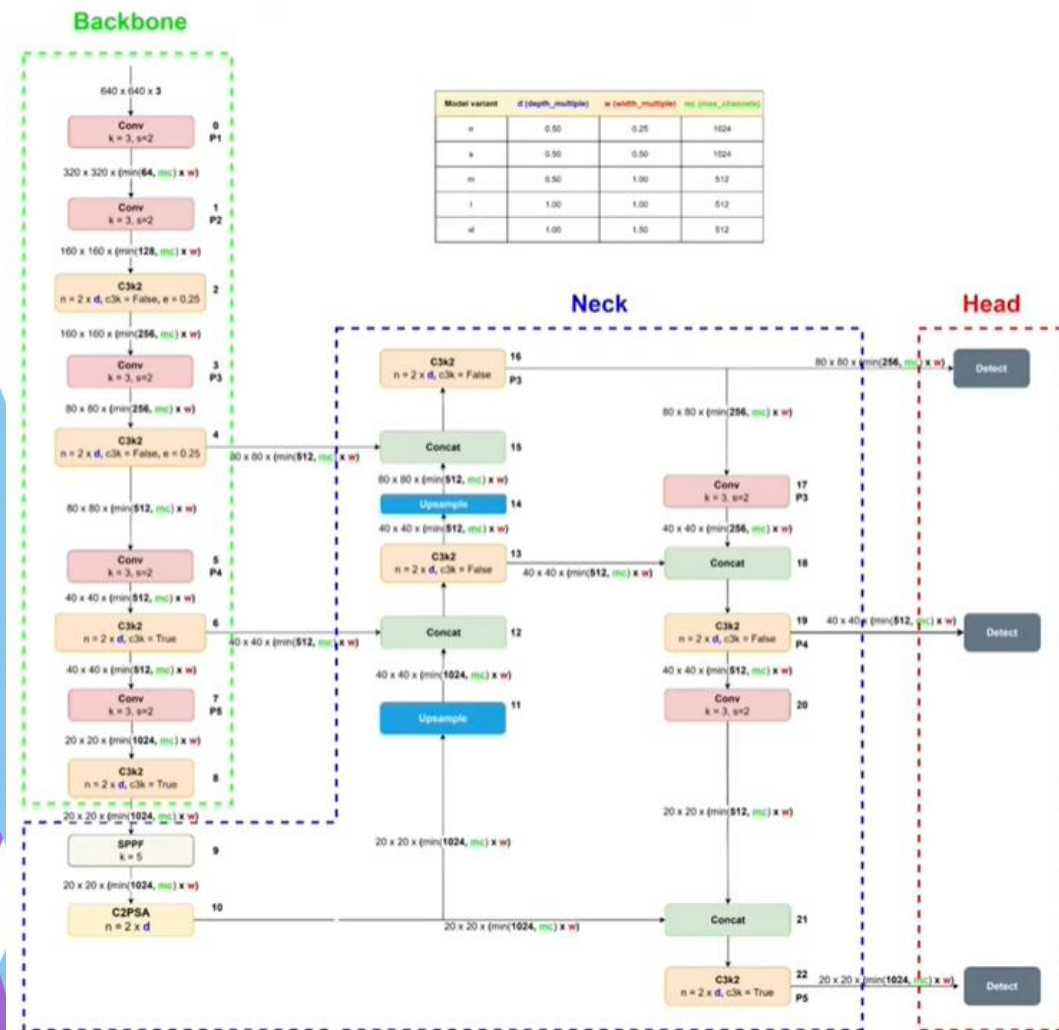 Backbone
640 x 640 x 3
Conv
k = 3, s=2
0
P1
320 x 320 x (min(64, mc) x w)
Conv
k = 3, s=2
1
P2
160 x 160 x (min(128, mc) x w)
C3k2
n = 2 x d, c3k = False, e = 0.25
2
160 x 160 x (min(256, mc) x w)
Conv
k = 3, s=2
3
P3
80 x 80 x (min(256, mc) x w)
C3k2
n = 2 x d, c3k = False, e = 0.25
4
80 x 80 x (min(512, mc) x w)
80 x 80 x (min(512, mc) x w)
Conv
k = 3, s=2
5
P4
40 x 40 x (min(512, mc) x w)
C3k2
n = 2 x d, c3k = True
6
40 x 40 x (min(512, mc) x w)
40 x 40 x (min(512, mc) x w)
Conv
k = 3, s=2
7
P5
20 x 20 x (min(1024, mc) x w)
C3k2
n = 2 x d, c3k = True
8
20 x 20 x (min(1024, mc) x w)
SPPF
k = 5
9
20 x 20 x (min(1024, mc) x w)
C2PSA
n = 2 x d
10
20 x 20 x (min(1024, mc) x w)
Model variant d (depth_multiple) w (width_multiple) mc (max_channels)
n 0.50 0.25 1024
s 0.50 0.50 1024
m 0.50 1.00 512
l 1.00 1.00 512
xl 1.00 1.50 512
Neck
C3k2
n = 2 x d, c3k = False
16
P3
80 x 80 x (min(256, mc) x w)
Concat
15
80 x 80 x (min(512, mc) x w)
Upsample
14
40 x 40 x (min(512, mc) x w)
C3k2
n = 2 x d, c3k = False
13
40 x 40 x (min(512, mc) x w)
Concat
12
40 x 40 x (min(1024, mc) x w)
Upsample
11
20 x 20 x (min(1024, mc) x w)
80 x 80 x (min(256, mc) x w)
Conv
k = 3, s=2
17
P3
40 x 40 x (min(256, mc) x w)
Concat
18
C3k2
n = 2 x d, c3k = False
19
P4
40 x 40 x (min(512, mc) x w)
40 x 40 x (min(512, mc) x w)
Conv
k = 3, s=2
20
20 x 20 x (min(512, mc) x w)
Concat
21
C3k2
n = 2 x d, c3k = True
22
P5
20 x 20 x (min(1024, mc) x w)
Head
Detect
Detect
Detect